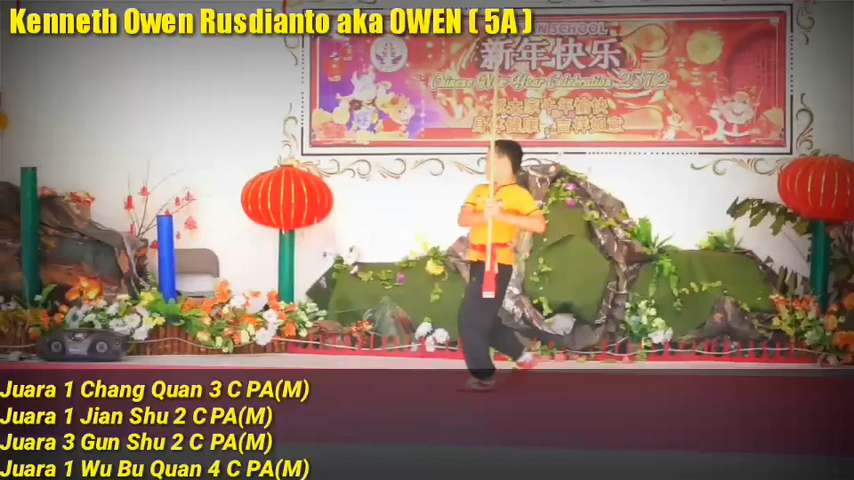 Kenneth Owen Rusdianto aka OWEN ( 5A )
SCHOOL
新年快乐
Chinese New Year Celebration 2572
Juara 1 Chang Quan 3 C PA(M)
Juara 1 Jian Shu 2 C PA(M)
Juara 3 Gun Shu 2 C PA(M)
Juara 1 Wu Bu Quan 4 C PA(M)